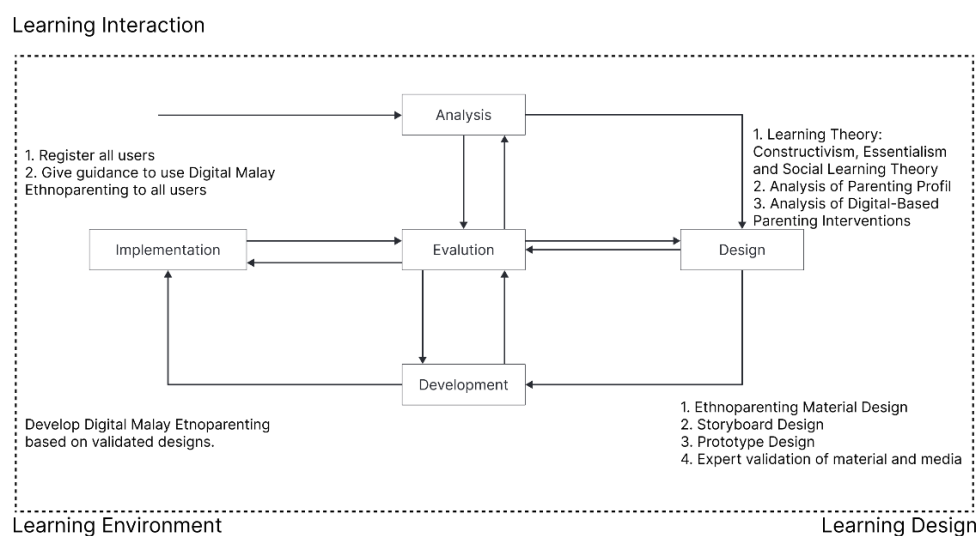 Learning Interaction
Analysis
1. Register all users
2. Give guidance to use Digital Malay
Ethnoparenting to all users
1. Learning Theory:
Constructivism, Essentialism
and Social Learning Theory
2. Analysis of Parenting Profil
3. Analysis of Digital-Based
Parenting Interventions
Implementation
Evalution
Design
Development
Develop Digital Malay Etnoparenting
based on validated designs.
1. Ethnoparenting Material Design
2. Storyboard Design
3. Prototype Design
4. Expert validation of material and media
Learning Environment
Learning Design